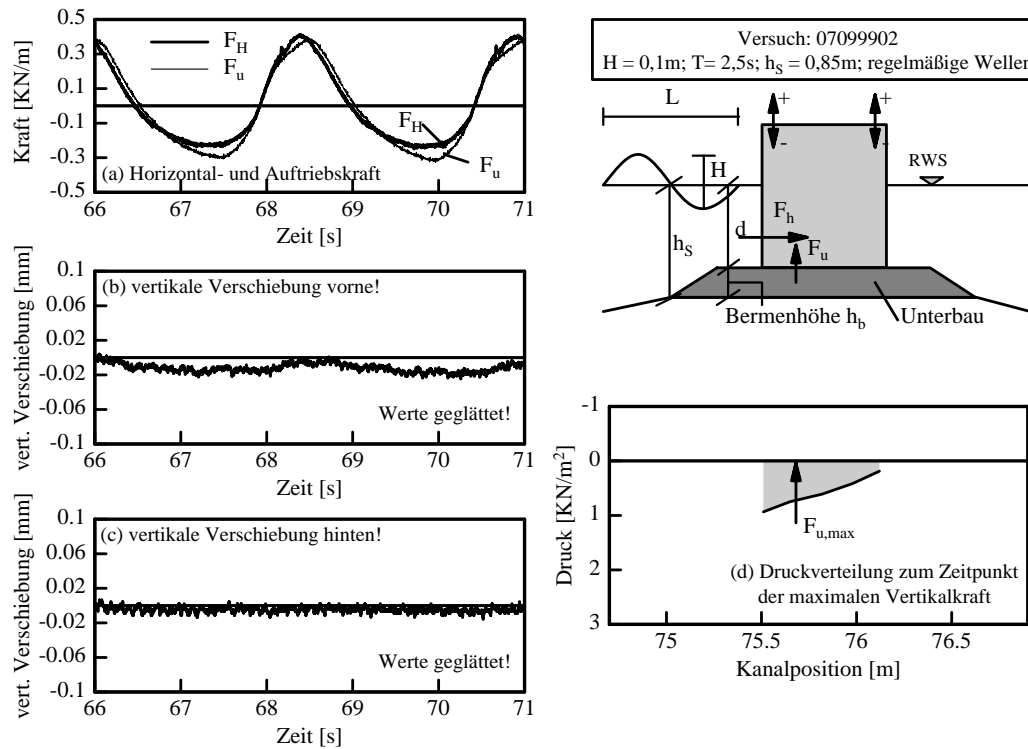 0.5
0.3
0.1
-0.1
-0.3
-0.5
Kraft [KN/m]
F_H
F_u
F_H
F_u
(a) Horizontal- und Auftriebskraft
66 67 68 69 70 71
Zeit [s]
0.1
0.06
0.02
-0.02
-0.06
-0.1
vert. Verschiebung [mm]
(b) vertikale Verschiebung vorne!
Werte geglättet!
66 67 68 69 70 71
Zeit [s]
0.1
0.06
0.02
-0.02
-0.06
-0.1
vert. Verschiebung [mm]
(c) vertikale Verschiebung hinten!
Werte geglättet!
66 67 68 69 70 71
Zeit [s]
Versuch: 07099902
H = 0,1m; T= 2,5s; h_S = 0,85m; regelmäßige Wellen
L
+ +
- -
H
RWS
F_h
d
h_S
F_u
Bermenhöhe h_b
Unterbau
-1
0
1
2
3
Druck [KN/m²]
F_u,max
(d) Druckverteilung zum Zeitpunkt
der maximalen Vertikalkraft
75 75.5 76 76.5
Kanalposition [m]